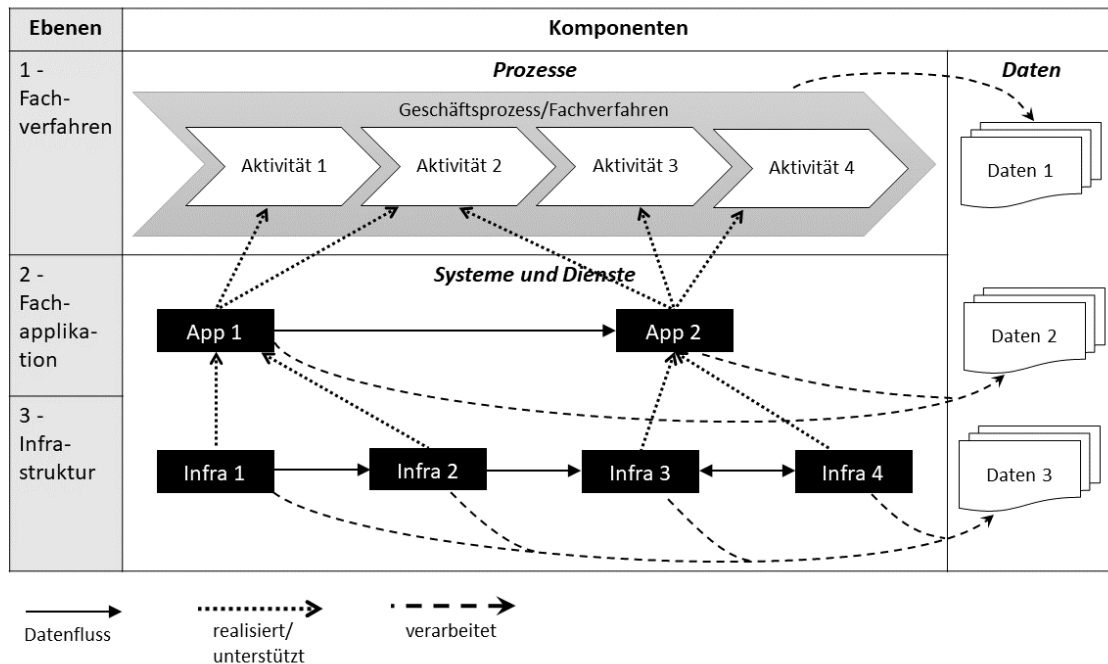 Ebenen
Komponenten
1 -
Fach-
verfahren
Prozesse
Daten
Geschäftsprozess/Fachverfahren
Aktivität 1
Aktivität 2
Aktivität 3
Aktivität 4
Daten 1
2 -
Fach-
applika-
tion
Systeme und Dienste
App 1
App 2
Daten 2
3 -
Infra-
struktur
Infra 1
Infra 2
Infra 3
Infra 4
Daten 3
Datenfluss
realisiert/
unterstützt
verarbeitet